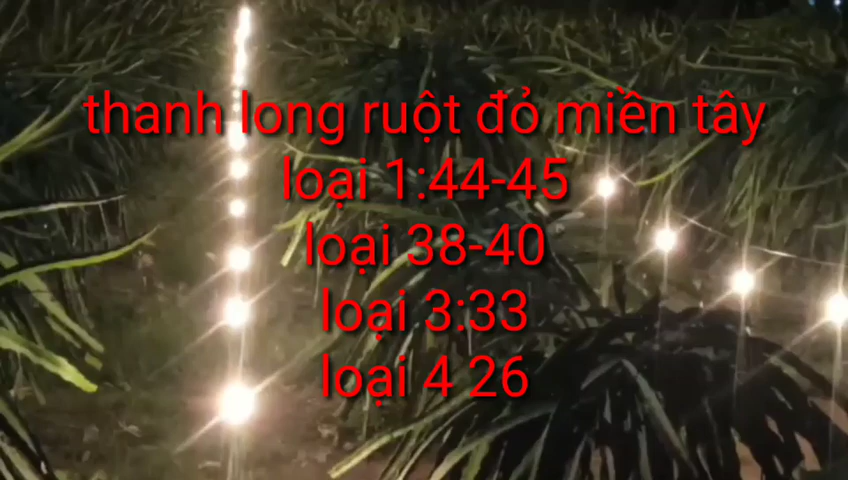 thanh long ruột đỏ miền tây
loại 1:44-45
loại 38-40
loại 3:33
loại 4 26